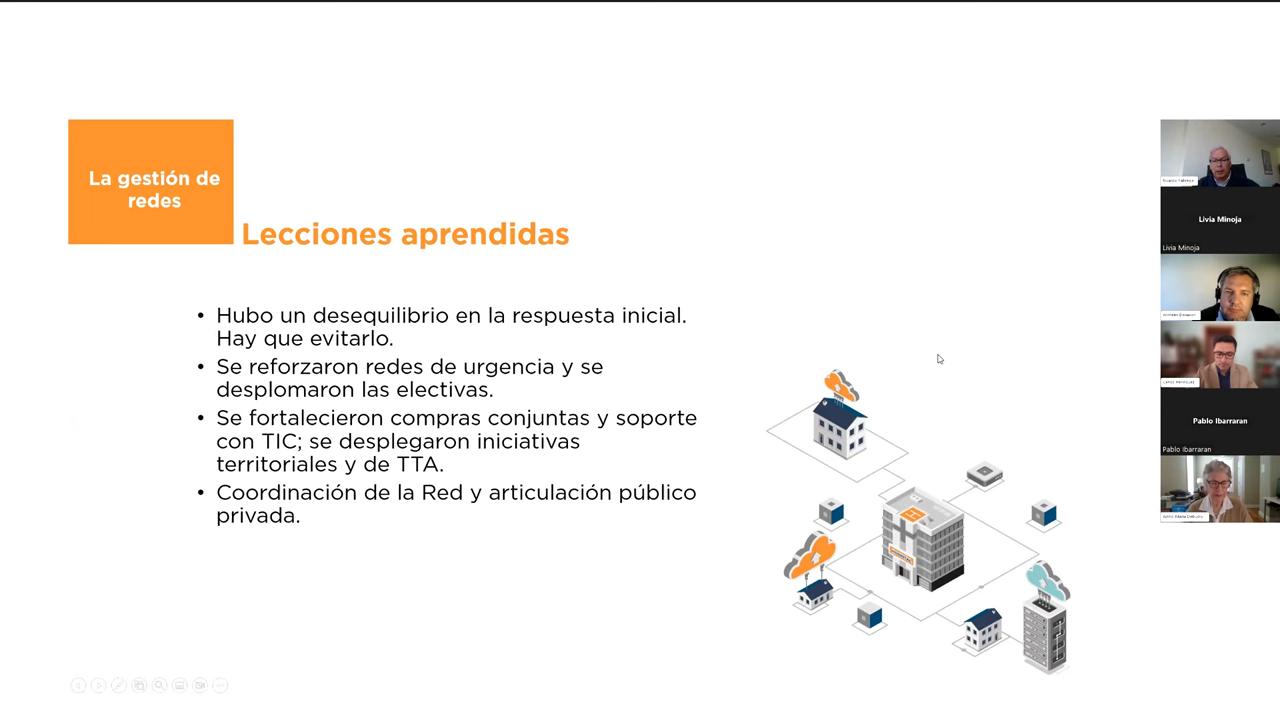 La gestión de
redes
Lecciones aprendidas
• Hubo un desequilibrio en la respuesta inicial.
Hay que evitarlo.
• Se reforzaron redes de urgencia y se
desplomaron las electivas.
• Se fortalecieron compras conjuntas y soporte
con TIC; se desplegaron iniciativas
territoriales y de TTA.
• Coordinación de la Red y articulación público
privada.
Livia Minoja
Livia Minoja
Pablo Ibarraran
Pablo Ibarraran